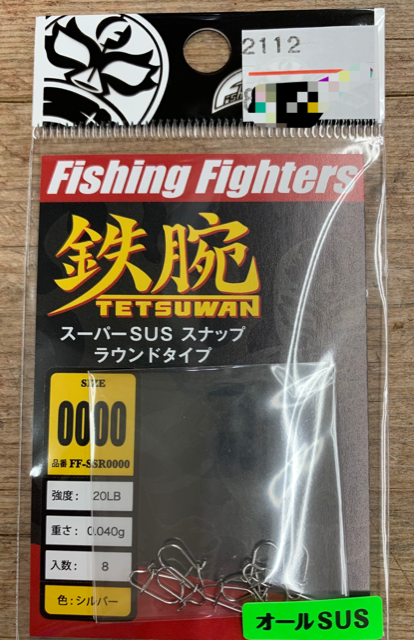 2112
Fishing Fighters
鉄腕
TETSUWAN
スーパーSUS スナップ
ラウンドタイプ
SIZE
0000
品番 FF-SSR0000
強度: 20LB
重さ: 0.040g
入数: 8
色: シルバー
オールSUS